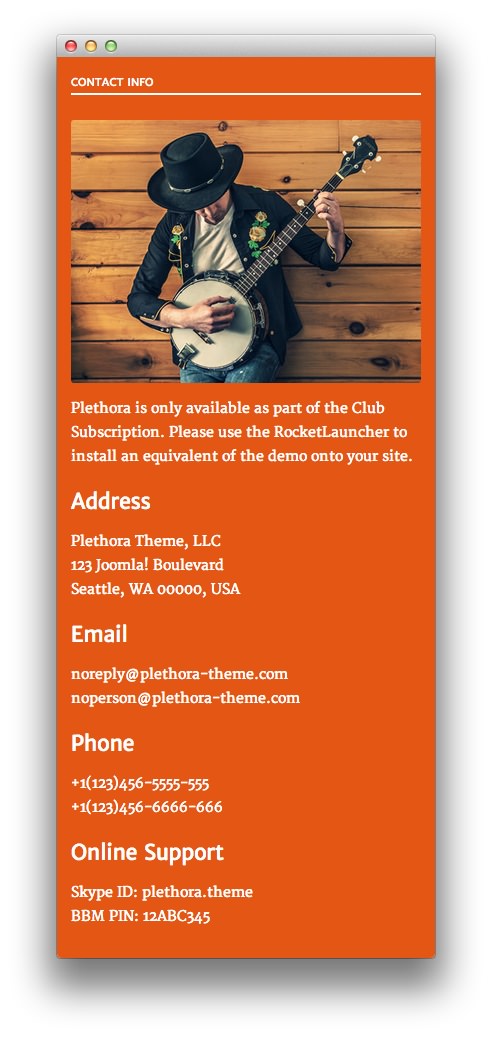 CONTACT INFO
Plethora is only available as part of the Club
Subscription. Please use the RocketLauncher to
install an equivalent of the demo onto your site.
Address
Plethora Theme, LLC
123 Joomla! Boulevard
Seattle, WA 00000, USA
Email
noreply@plethora-theme.com
noperson@plethora-theme.com
Phone
+1(123)456-5555-555
+1(123)456-6666-666
Online Support
Skype ID: plethora.theme
BBM PIN: 12ABC345